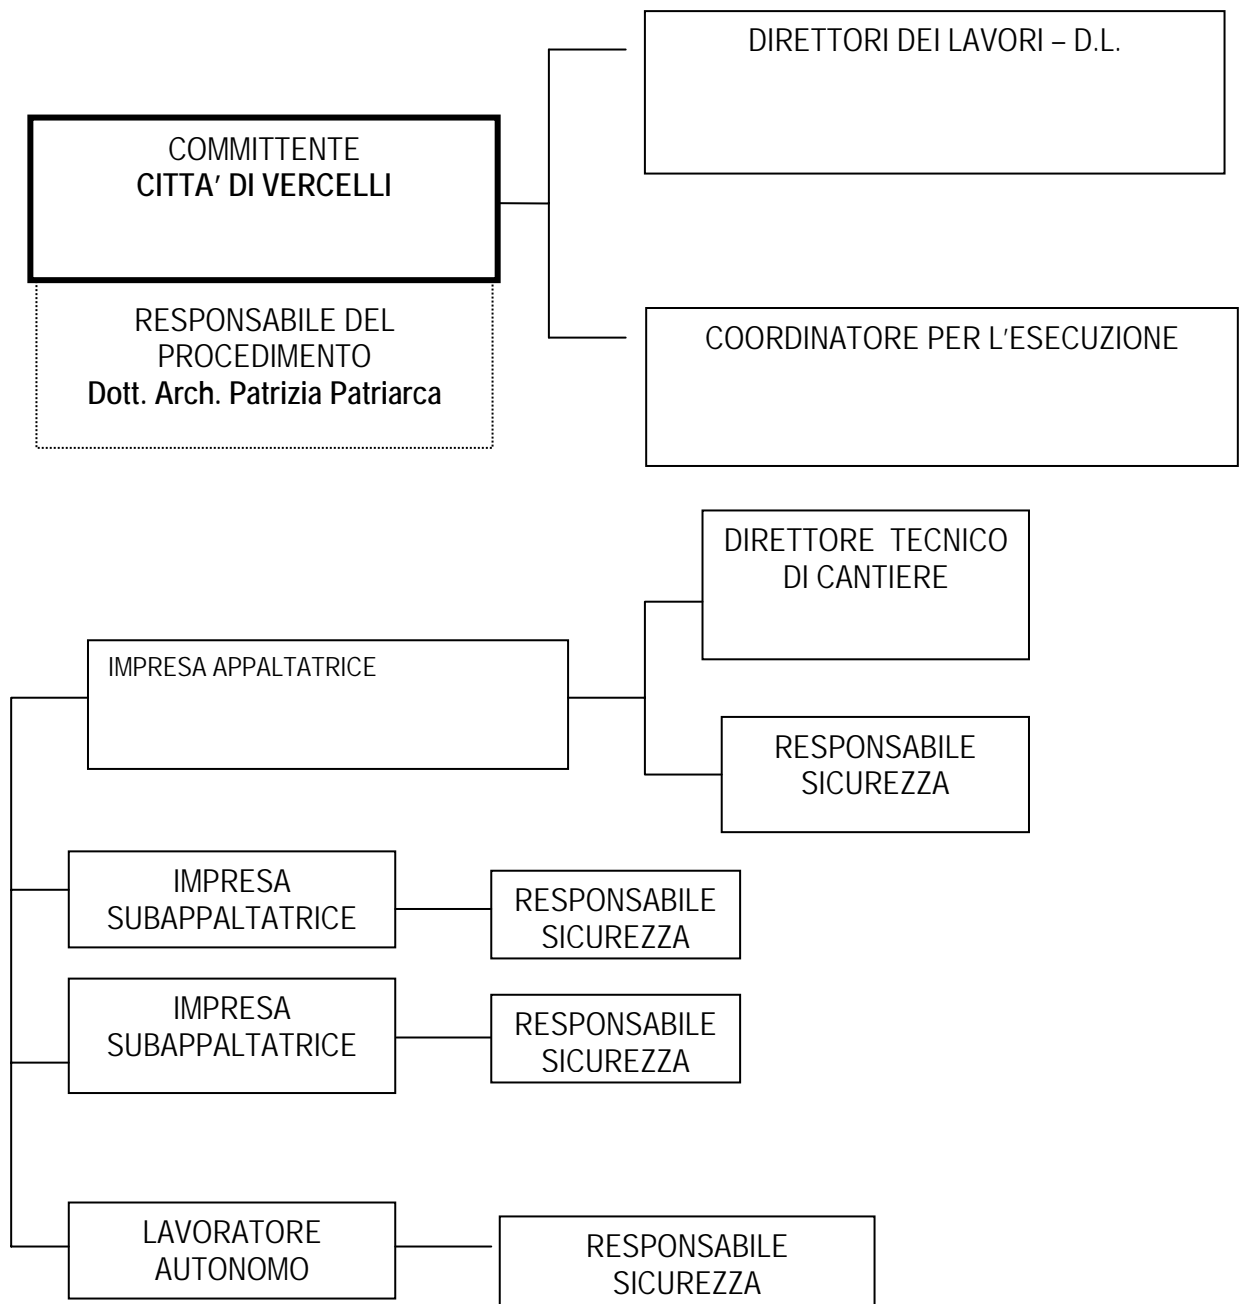 DIRETTORI DEI LAVORI – D.L.
COMMITTENTE
CITTA' DI VERCELLI
RESPONSABILE DEL
PROCEDIMENTO
Dott. Arch. Patrizia Patriarca
COORDINATORE PER L'ESECUZIONE
DIRETTORE TECNICO
DI CANTIERE
IMPRESA APPALTATRICE
RESPONSABILE
SICUREZZA
IMPRESA
SUBAPPALTATRICE
RESPONSABILE
SICUREZZA
IMPRESA
SUBAPPALTATRICE
RESPONSABILE
SICUREZZA
LAVORATORE
AUTONOMO
RESPONSABILE
SICUREZZA